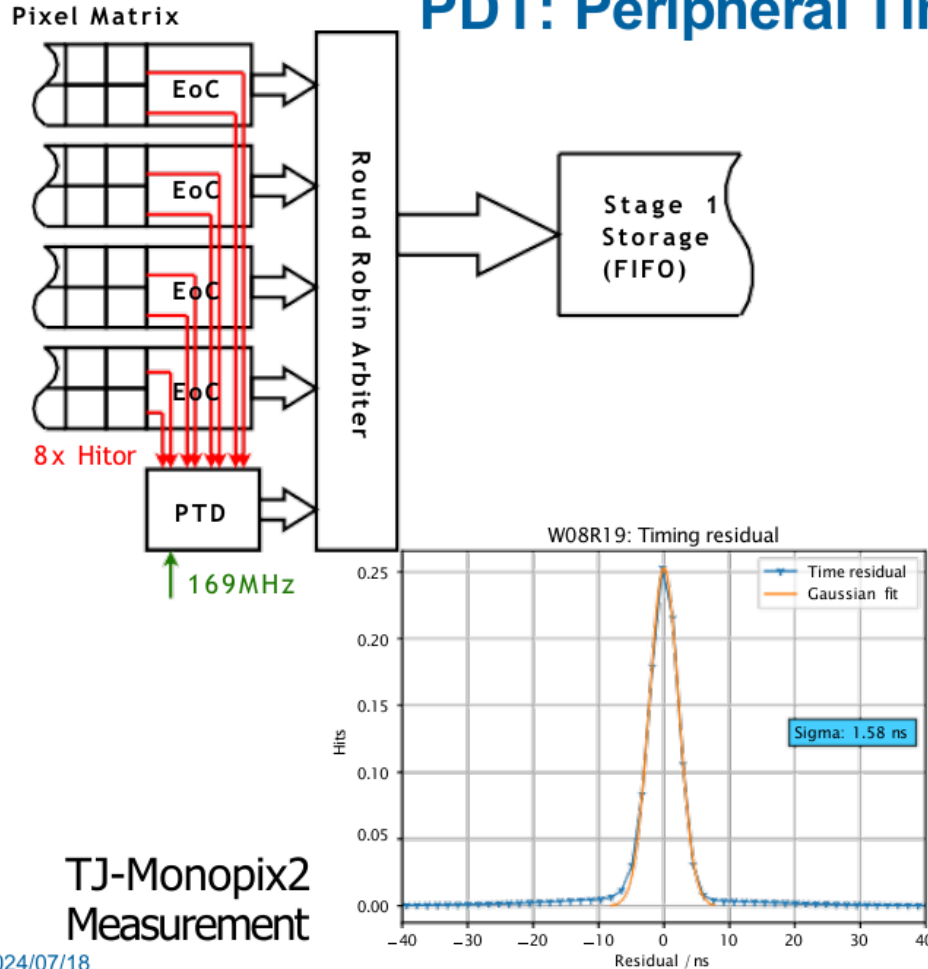 PDT: Peripheral
Pixel Matrix
EoC
EoC
EoC
EoC
Round Robin Arbiter
Stage 1
Storage
(FIFO)
8x Hitor
PTD
169MHz
W08R19: Timing residual
Time residual
Gaussian fit
Sigma: 1.58 ns
Hits
0.25
0.20
0.15
0.10
0.05
0.00
−40 −30 −20 −10 0 10 20 30
Residual / ns
TJ-Monopix2
Measurement
024/07/18